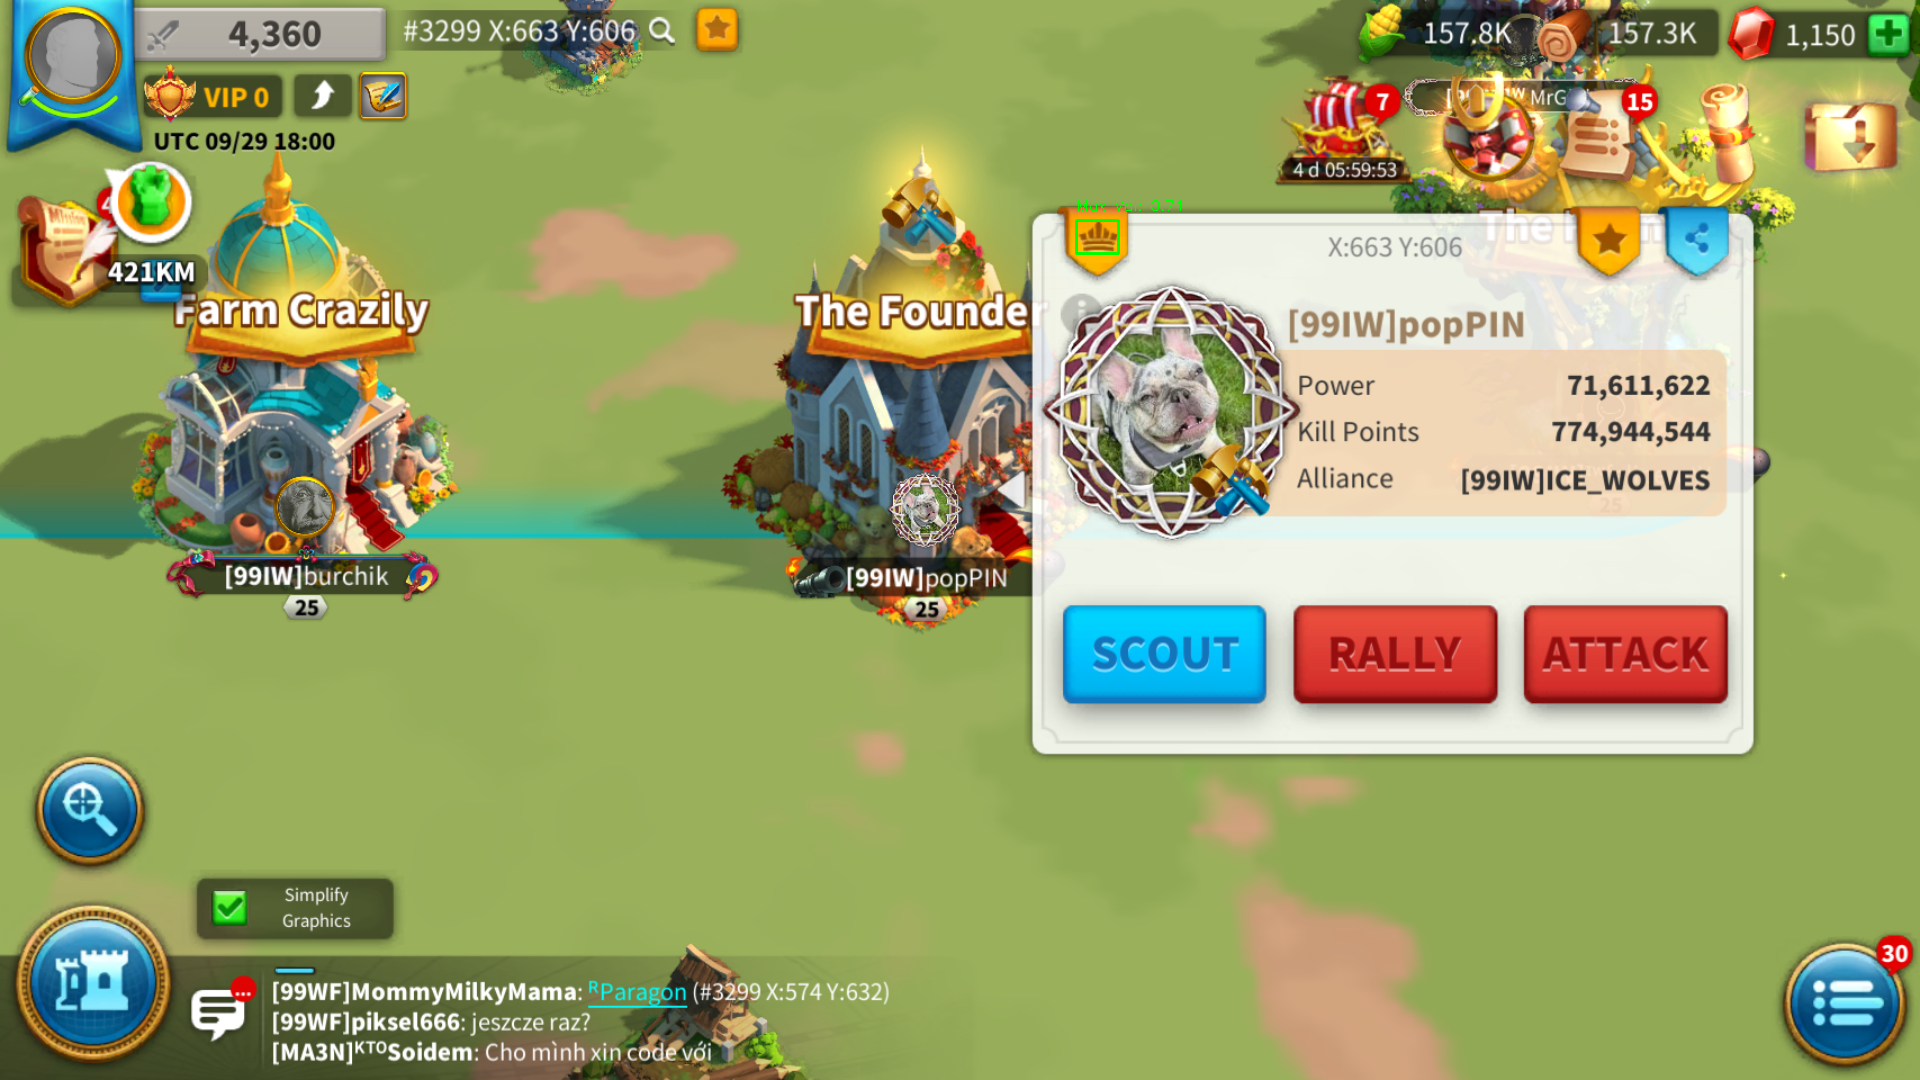 4,360
#3299 X:663 Y:606
157.8K
157.3K
1,150
VIP 0
UTC 09/29 18:00
7
4 d 05:59:53
15
421KM
Farm Crazily
The Founder
X:663 Y:606
[99IW]popPIN
Power 71,611,622
Kill Points 774,944,544
Alliance [99IW]ICE_WOLVES
SCOUT
RALLY
ATTACK
[99IW]burchik
25
[99IW]popPIN
25
Simplify
Graphics
[99WF]MommyMilkyMama: ᴿParagon (#3299 X:574 Y:632)
[99WF]piksel666: jeszcze raz?
[MA3N]ᴷᵀᴼSoidem: Cho mình xin code với
30